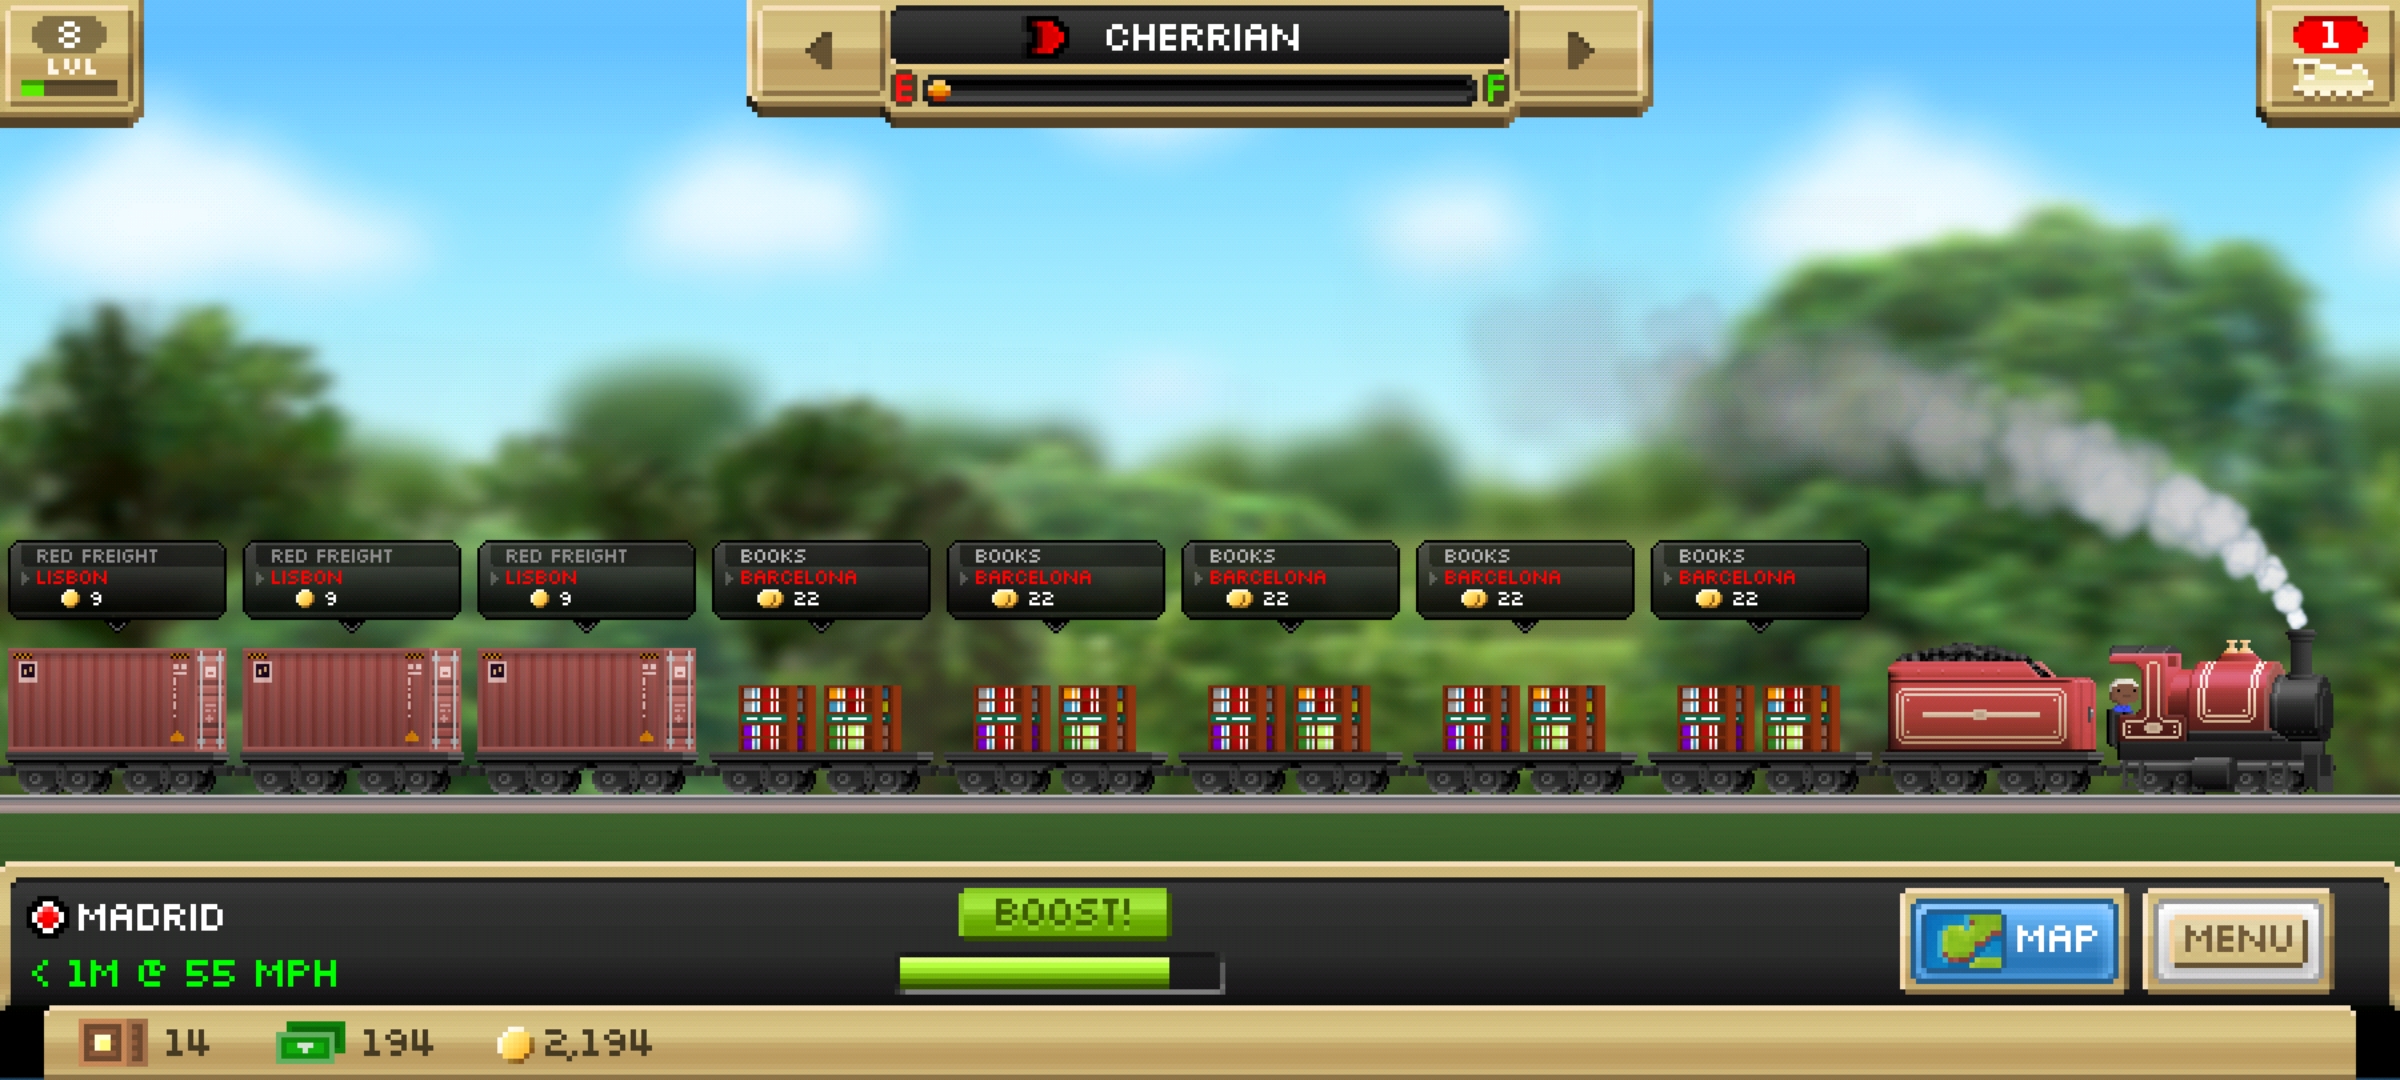 8
LVL
CHERRIAN
E F
1
RED FREIGHT
LISBON
9
RED FREIGHT
LISBON
9
RED FREIGHT
LISBON
9
BOOKS
BARCELONA
22
BOOKS
BARCELONA
22
BOOKS
BARCELONA
22
BOOKS
BARCELONA
22
BOOKS
BARCELONA
22
MADRID
< 1M @ 55 MPH
BOOST!
MAP
MENU
14
194
2,194